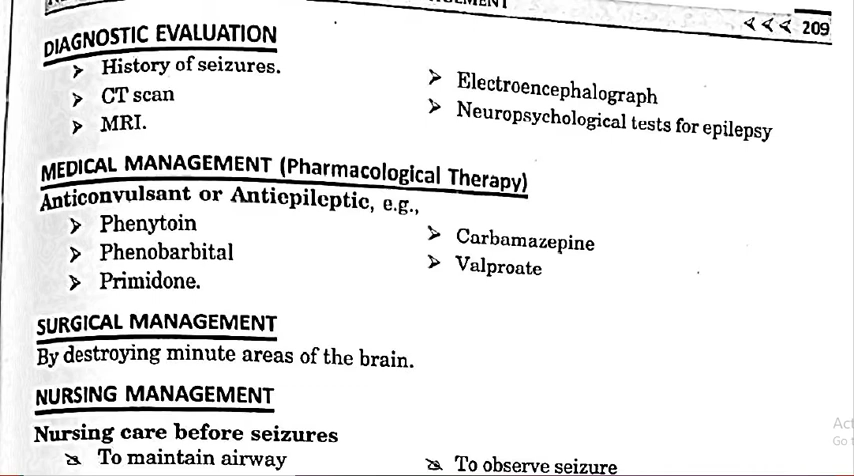 209
DIAGNOSTIC EVALUATION
➤ History of seizures.
➤ CT scan
➤ MRI.
➤ Electroencephalograph
➤ Neuropsychological tests for epilepsy
MEDICAL MANAGEMENT (Pharmacological Therapy)
Anticonvulsant or Antiepileptic, e.g.,
➤ Phenytoin
➤ Phenobarbital
➤ Primidone.
➤ Carbamazepine
➤ Valproate
SURGICAL MANAGEMENT
By destroying minute areas of the brain.
NURSING MANAGEMENT
Nursing care before seizures
To maintain airway
To observe seizure